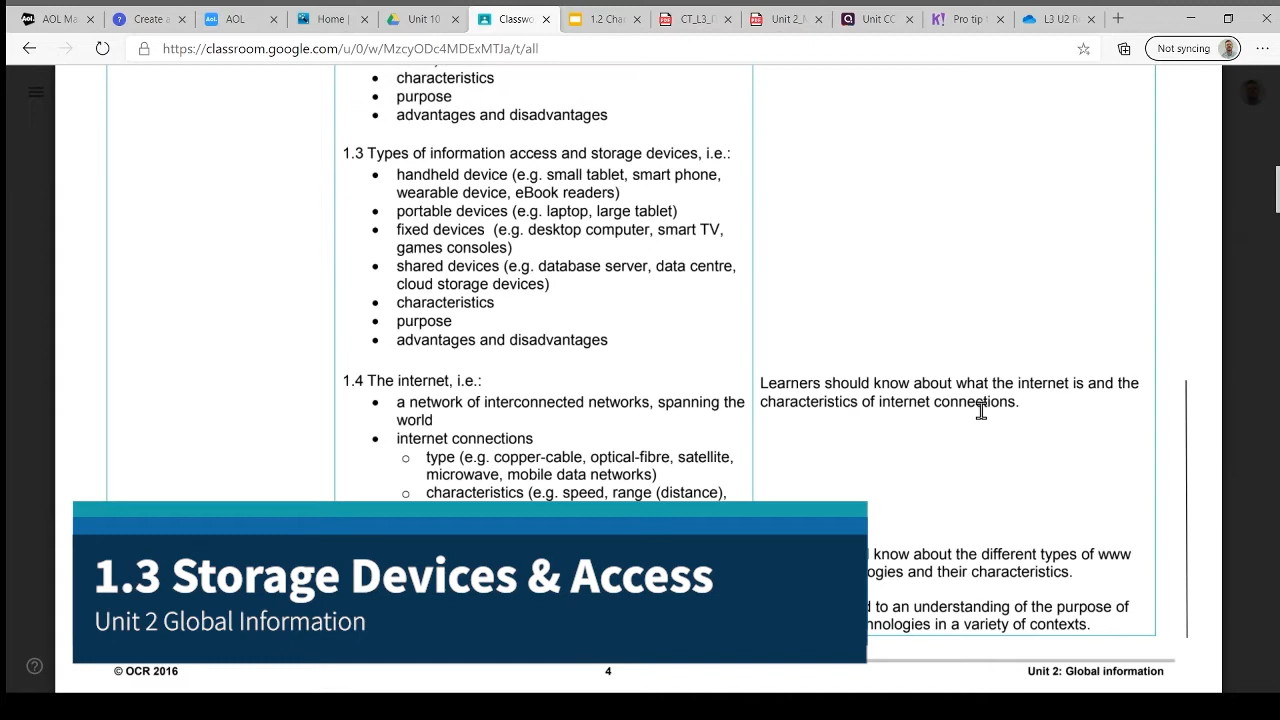 AOL Ma
Create a
AOL
Home |
Unit 10
Classwo
1.2 Cha
CT_L3_I
Unit 2_M
Unit CC
Pro tip
L3 U2 R
https://classroom.google.com/u/0/w/MzcyODc4MDExMTJa/t/all
Not syncing
• characteristics
• purpose
• advantages and disadvantages
1.3 Types of information access and storage devices, i.e.:
• handheld device (e.g. small tablet, smart phone,
wearable device, eBook readers)
• portable devices (e.g. laptop, large tablet)
• fixed devices (e.g. desktop computer, smart TV,
games consoles)
• shared devices (e.g. database server, data centre,
cloud storage devices)
• characteristics
• purpose
• advantages and disadvantages
1.4 The internet, i.e.:
• a network of interconnected networks, spanning the
world
• internet connections
○ type (e.g. copper-cable, optical-fibre, satellite,
microwave, mobile data networks)
○ characteristics (e.g. speed, range (distance),
Learners should know about what the internet is and the
characteristics of internet connections.
know about the different types of www
ogies and their characteristics.
d to an understanding of the purpose of
hnologies in a variety of contexts.
1.3 Storage Devices & Access
Unit 2 Global Information
© OCR 2016
4
Unit 2: Global information